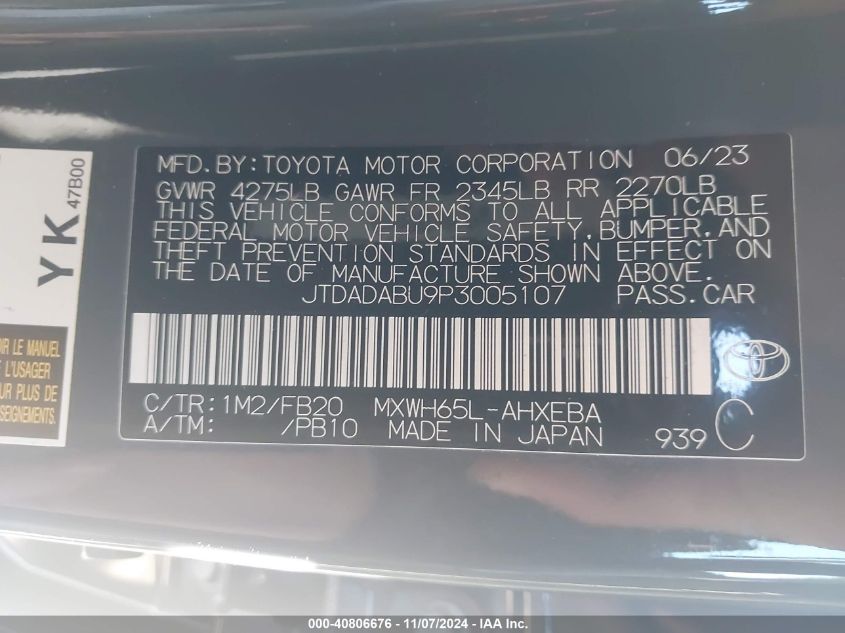 YK
47B00
IR LE MANUEL
L'USAGER
UR PLUS DE
SEIGNEMENTS.
MFD.BY:TOYOTA MOTOR CORPORATION 06/23
GVWR 4275LB GAWR FR 2345LB RR 2270LB
THIS VEHICLE CONFORMS TO ALL APPLICABLE
FEDERAL MOTOR VEHICLE SAFETY,BUMPER,AND
THEFT PREVENTION STANDARDS IN EFFECT ON
THE DATE OF MANUFACTURE SHOWN ABOVE.
JTDADABU9P3005107 PASS.CAR
C/TR:1M2/FB20 MXWH65L-AHXEBA
A/TM: /PB10 MADE IN JAPAN 939 C
000-40806676 - 11/07/2024 - IAA, Inc.